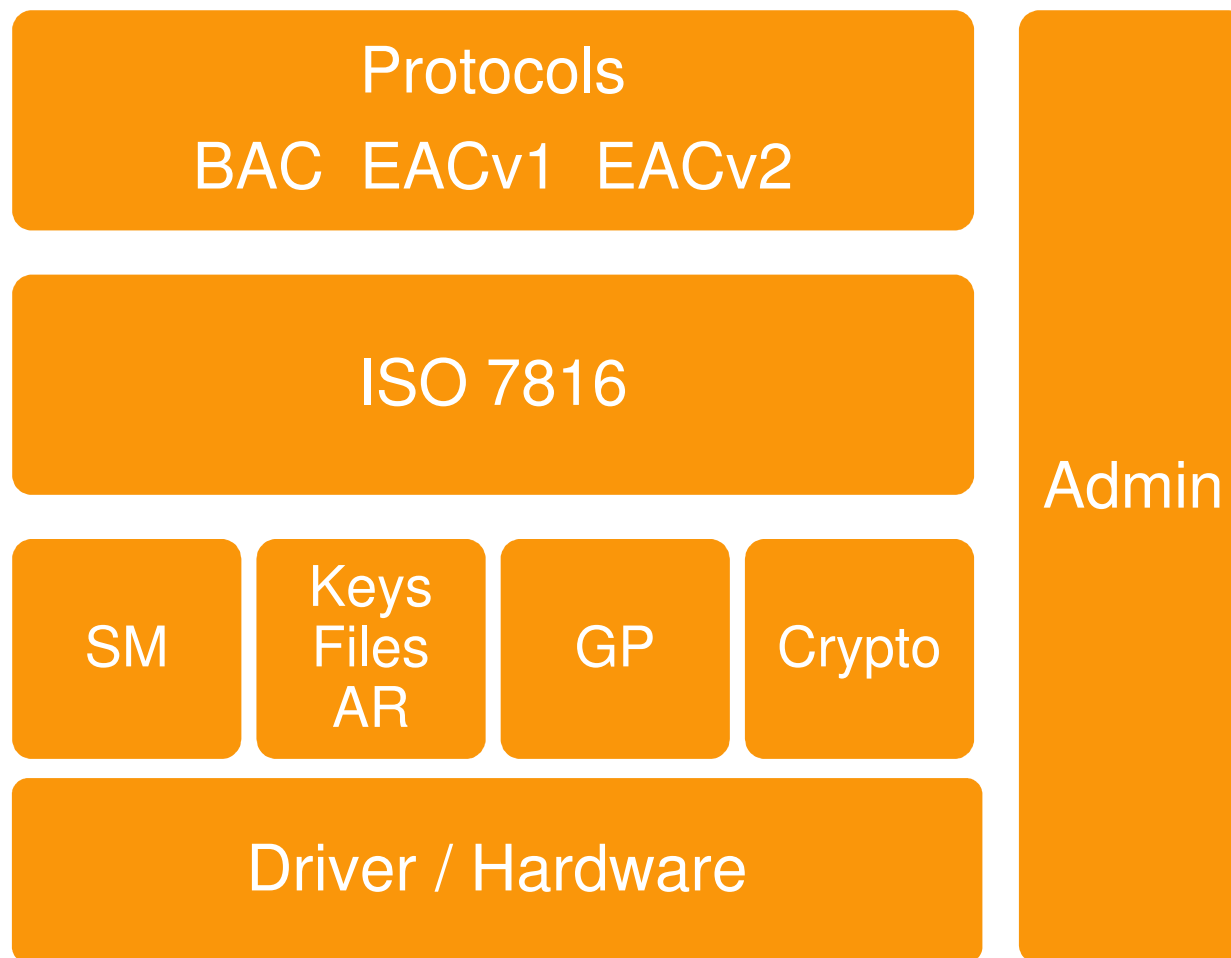 Protocols
BAC EACv1 EACv2
ISO 7816
Admin
SM
Keys
Files
AR
GP
Crypto
Driver / Hardware